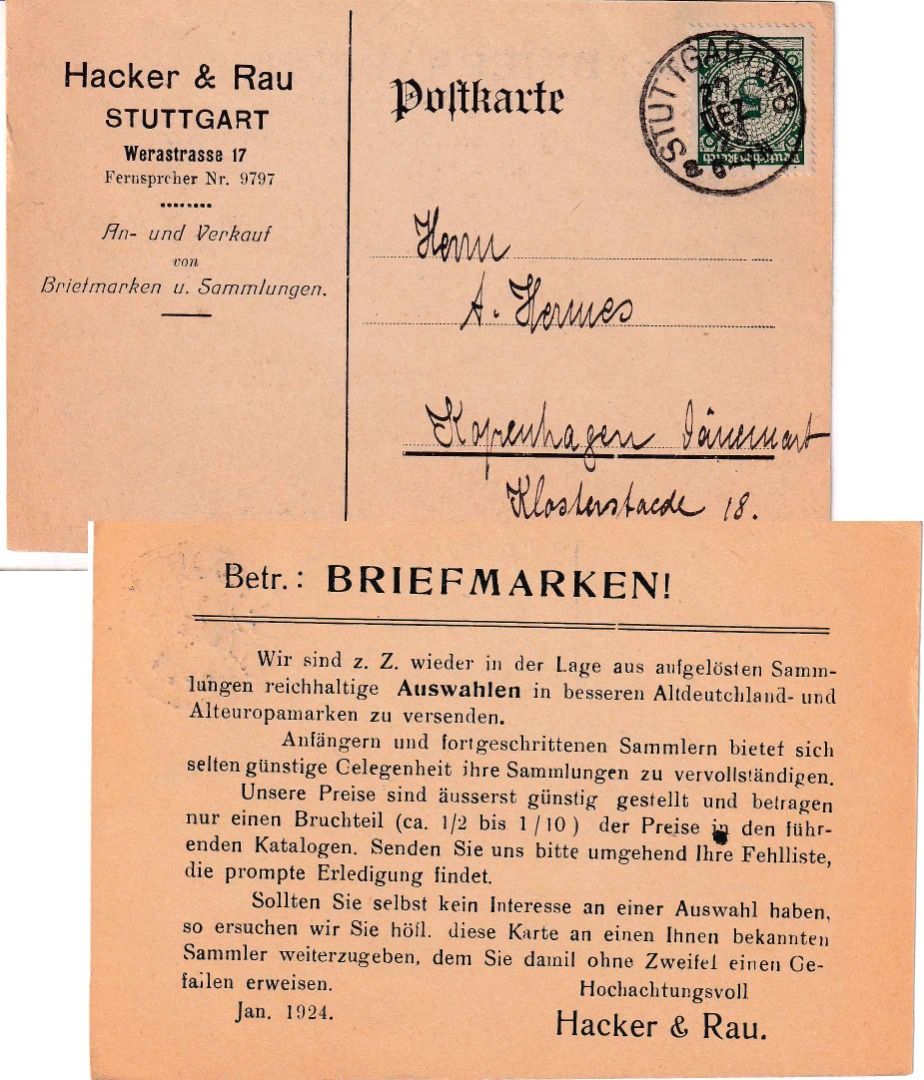 Hacker & Rau
STUTTGART
Werastrasse 17
Fernsprcher Nr. 9797
An- und Verkauf
von
Briefmarken u. Sammlungen.
Postkarte
STUTTGART Nr 8
DEZ
5
Deutsches Reich
Herrn
A. Hermes
Kopenhagen Dänemark
Klosterstaede 18.
Betr.: BRIEFMARKEN!
Wir sind z. Z. wieder in der Lage aus aufgelösten Samm-
lungen reichhaltige Auswahlen in besseren Altdeutchland- und
Alteuropamarken zu versenden.
Anfängern und fortgeschrittenen Sammlern bietef sich
selten günstige Gelegenheit ihre Sammlungen zu vervollständigen.
Unsere Preise sind äusserst günstig gestellt und betragen
nur einen Bruchteil (ca. 1/2 bis 1/10) der Preise in den führ-
enden Katalogen. Senden Sie uns bitte umgehend Ihre Fehlliste,
die prompte Erledigung findet.
Sollten Sie selbst kein Interesse an einer Auswahl haben,
so ersuchen wir Sie höfl. diese Karte an einen Ihnen bekannten
Sammler weiterzugeben, dem Sie damit ohne Zweifel einen Ge-
fallen erweisen.
Hochachtungsvoll
Jan. 1924.
Hacker & Rau.